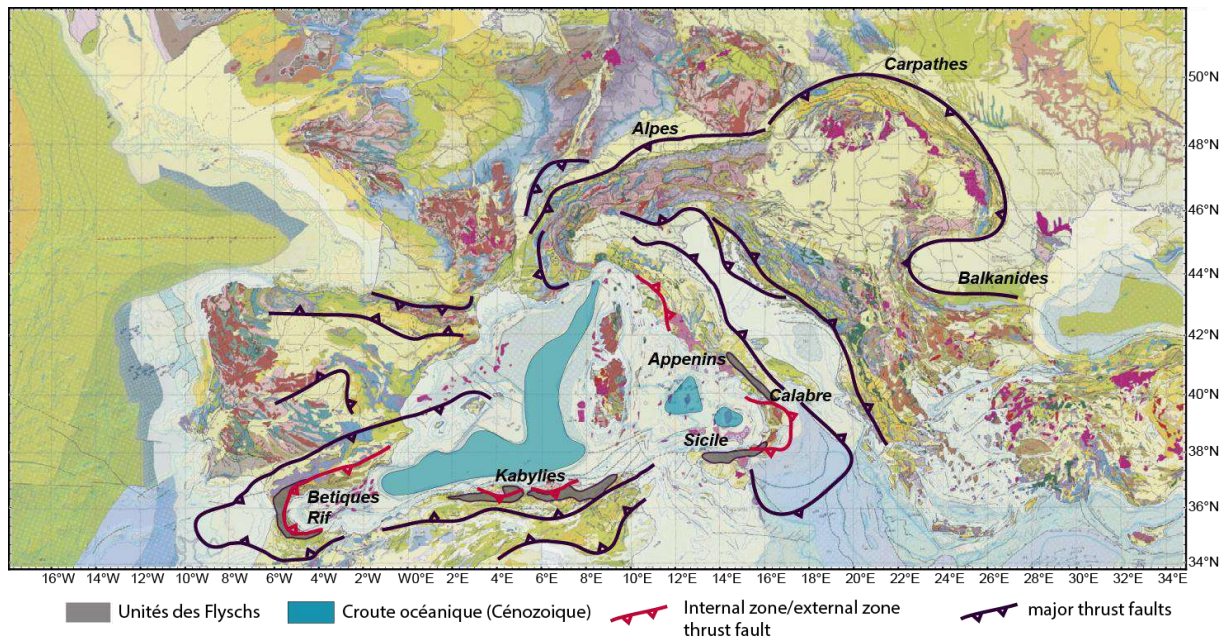 Carpathes
50°N
Alpes
48°N
46°N
44°N
Balkanides
42°N
Appenins
40°N
Calabre
Sicile
38°N
Kabylies
Betiques
Rif
36°N
34°N
16°W 14°W 12°W 10°W 8°W 6°W 4°W 2°W W00°E 2°E 4°E 6°E 8°E 10°E 12°E 14°E 16°E 18°E 20°E 22°E 24°E 26°E 28°E 30°E 32°E 34°E
Unités des Flyschs
Croute océanique (Cénozoique)
Internal zone/external zone
thrust fault
major thrust faults